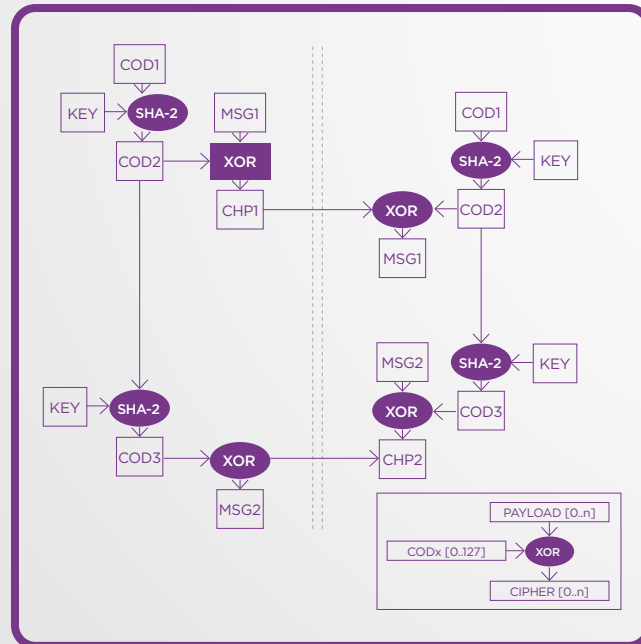 COD1
KEY
SHA-2
MSG1
COD2
XOR
CHP1
COD1
SHA-2
KEY
XOR
COD2
MSG1
KEY
SHA-2
COD3
XOR
MSG2
MSG2
SHA-2
KEY
XOR
COD3
CHP2
PAYLOAD [0..n]
CODx [0..127]
XOR
CIPHER [0..n]